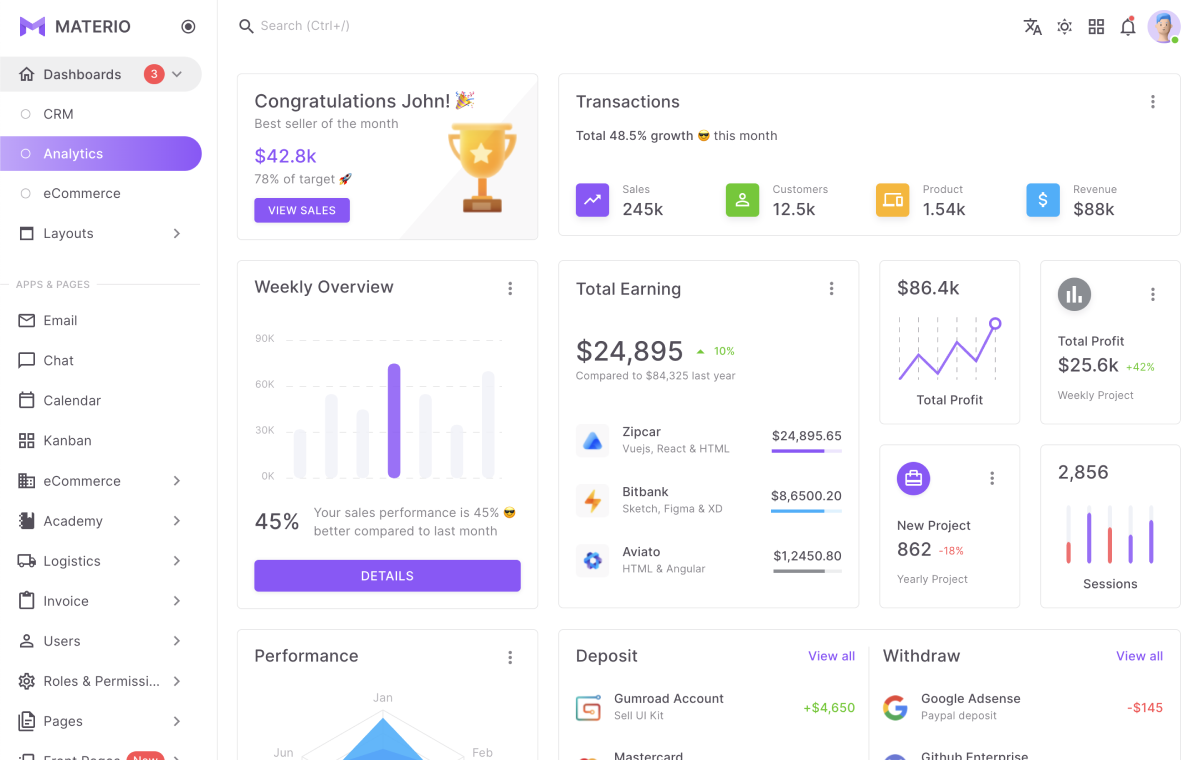 MATERIO
Dashboards 3
CRM
Analytics
eCommerce
Layouts
APPS & PAGES
Email
Chat
Calendar
Kanban
eCommerce
Academy
Logistics
Invoice
Users
Roles & Permissi...
Pages
Front Pages New
Search (Ctrl+/)
Congratulations John! 🎉
Best seller of the month
$42.8k
78% of target 🚀
VIEW SALES
Transactions
Total 48.5% growth 😎 this month
Sales
245k
Customers
12.5k
Product
1.54k
Revenue
$88k
Weekly Overview
90K
60K
30K
0K
45%
Your sales performance is 45% 😎
better compared to last month
DETAILS
Total Earning
$24,895 10%
Compared to $84,325 last year
Zipcar
Vuejs, React & HTML
$24,895.65
Bitbank
Sketch, Figma & XD
$8,6500.20
Aviato
HTML & Angular
$1,2450.80
$86.4k
Total Profit
Total Profit
$25.6k +42%
Weekly Project
New Project
862 -18%
Yearly Project
2,856
Sessions
Performance
Jan
Jun
Feb
Deposit
View all
Gumroad Account
Sell UI Kit
+$4,650
Mastercard
Withdraw
View all
Google Adsense
Paypal deposit
-$145
Github Enterprise